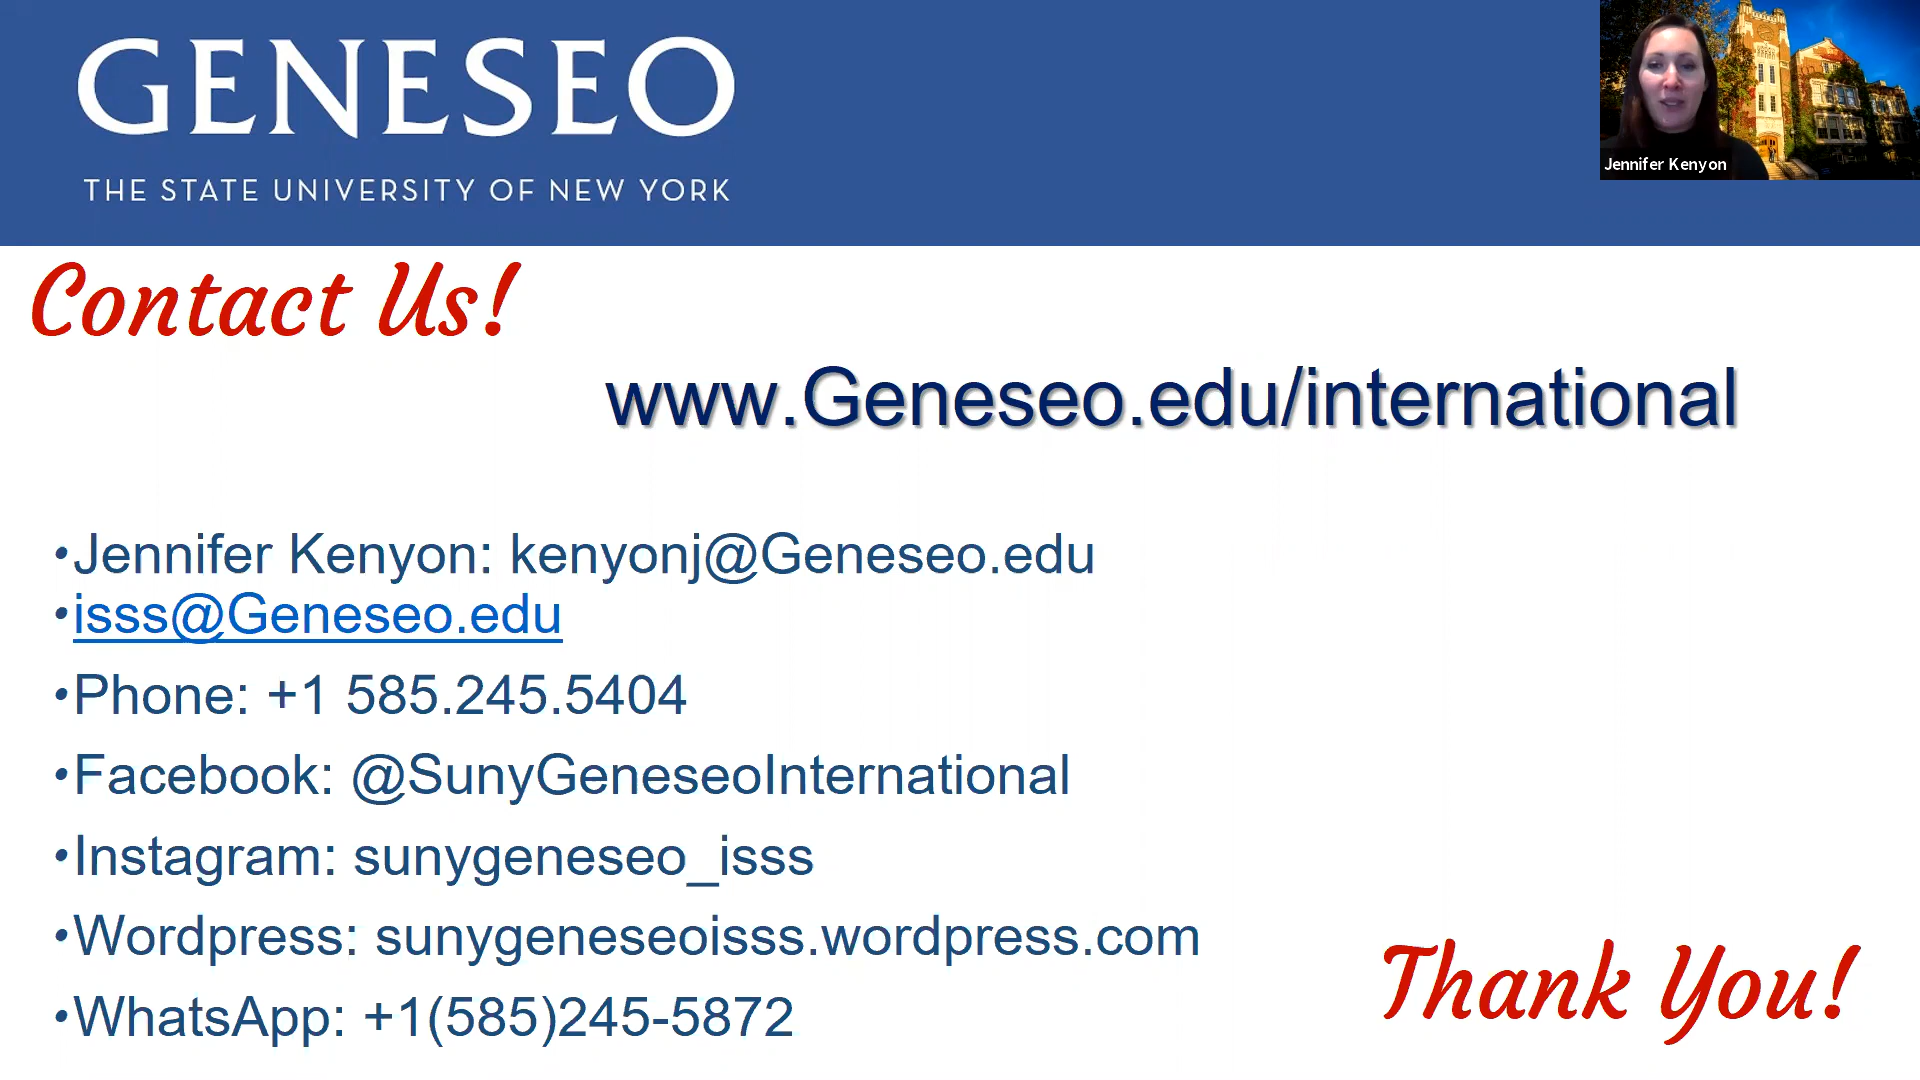 GENESEO
THE STATE UNIVERSITY OF NEW YORK
Jennifer Kenyon
Contact Us!
www.Geneseo.edu/international
•Jennifer Kenyon: kenyonj@Geneseo.edu
•isss@Geneseo.edu
•Phone: +1 585.245.5404
•Facebook: @SunyGeneseoInternational
•Instagram: sunygeneseo_isss
•Wordpress: sunygeneseoisss.wordpress.com
•WhatsApp: +1(585)245-5872
Thank You!